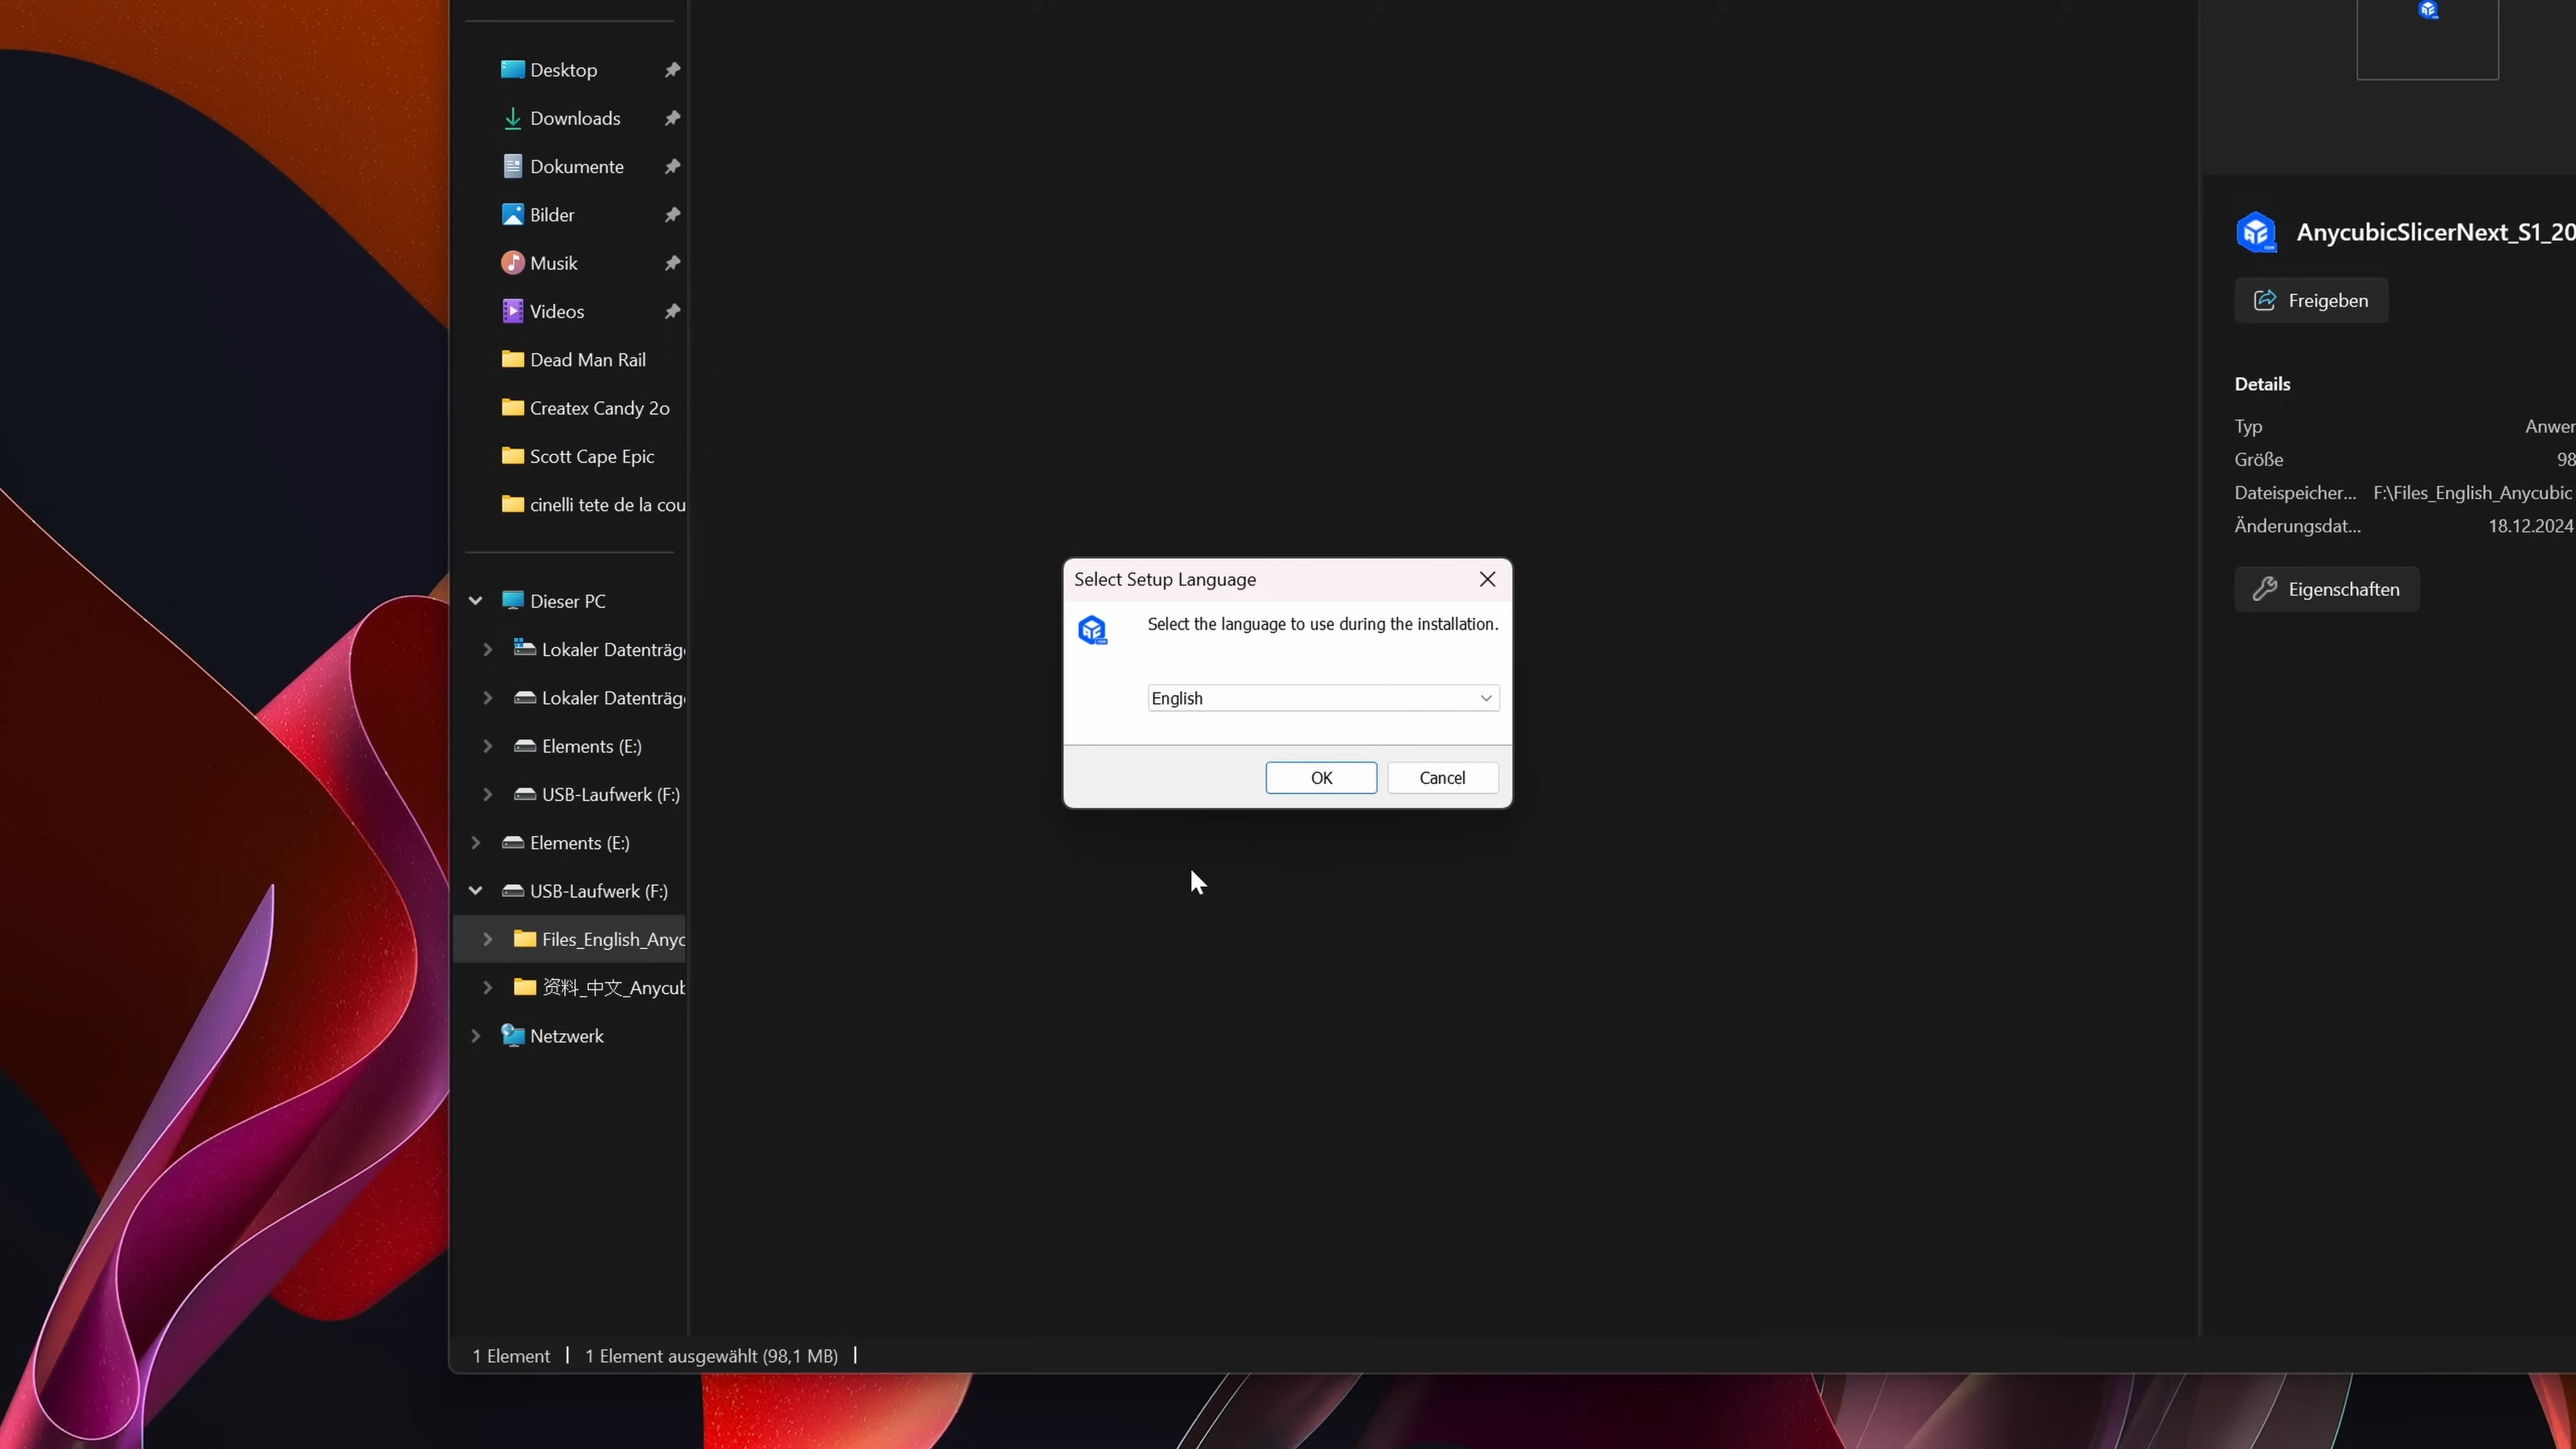 Desktop
Downloads
Dokumente
Bilder
Musik
Videos
Dead Man Rail
Createx Candy 2o
Scott Cape Epic
cinelli tete de la cou
Dieser PC
Lokaler Datenträge
Lokaler Datenträge
Elements (E:)
USB-Laufwerk (F:)
Elements (E:)
USB-Laufwerk (F:)
Files_English_Anyc
资料_中文_Anycub
Netzwerk
1 Element
1 Element ausgewählt (98,1 MB)
Select Setup Language
Select the language to use during the installation.
English
OK
Cancel
AnycubicSlicerNext_S1_20
Freigeben
Details
Typ Anwen
Größe 98
Dateispeicher... F:\Files_English_Anycubic
Änderungsdat... 18.12.2024
Eigenschaften